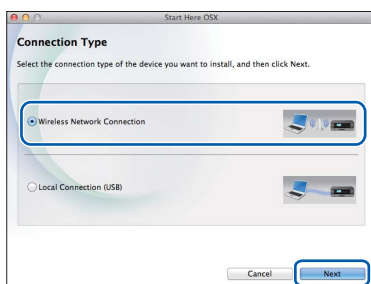 Start Here OSX
Connection Type
Select the connection type of the device you want to install, and then click Next.
Wireless Network Connection
Local Connection (USB)
Cancel Next